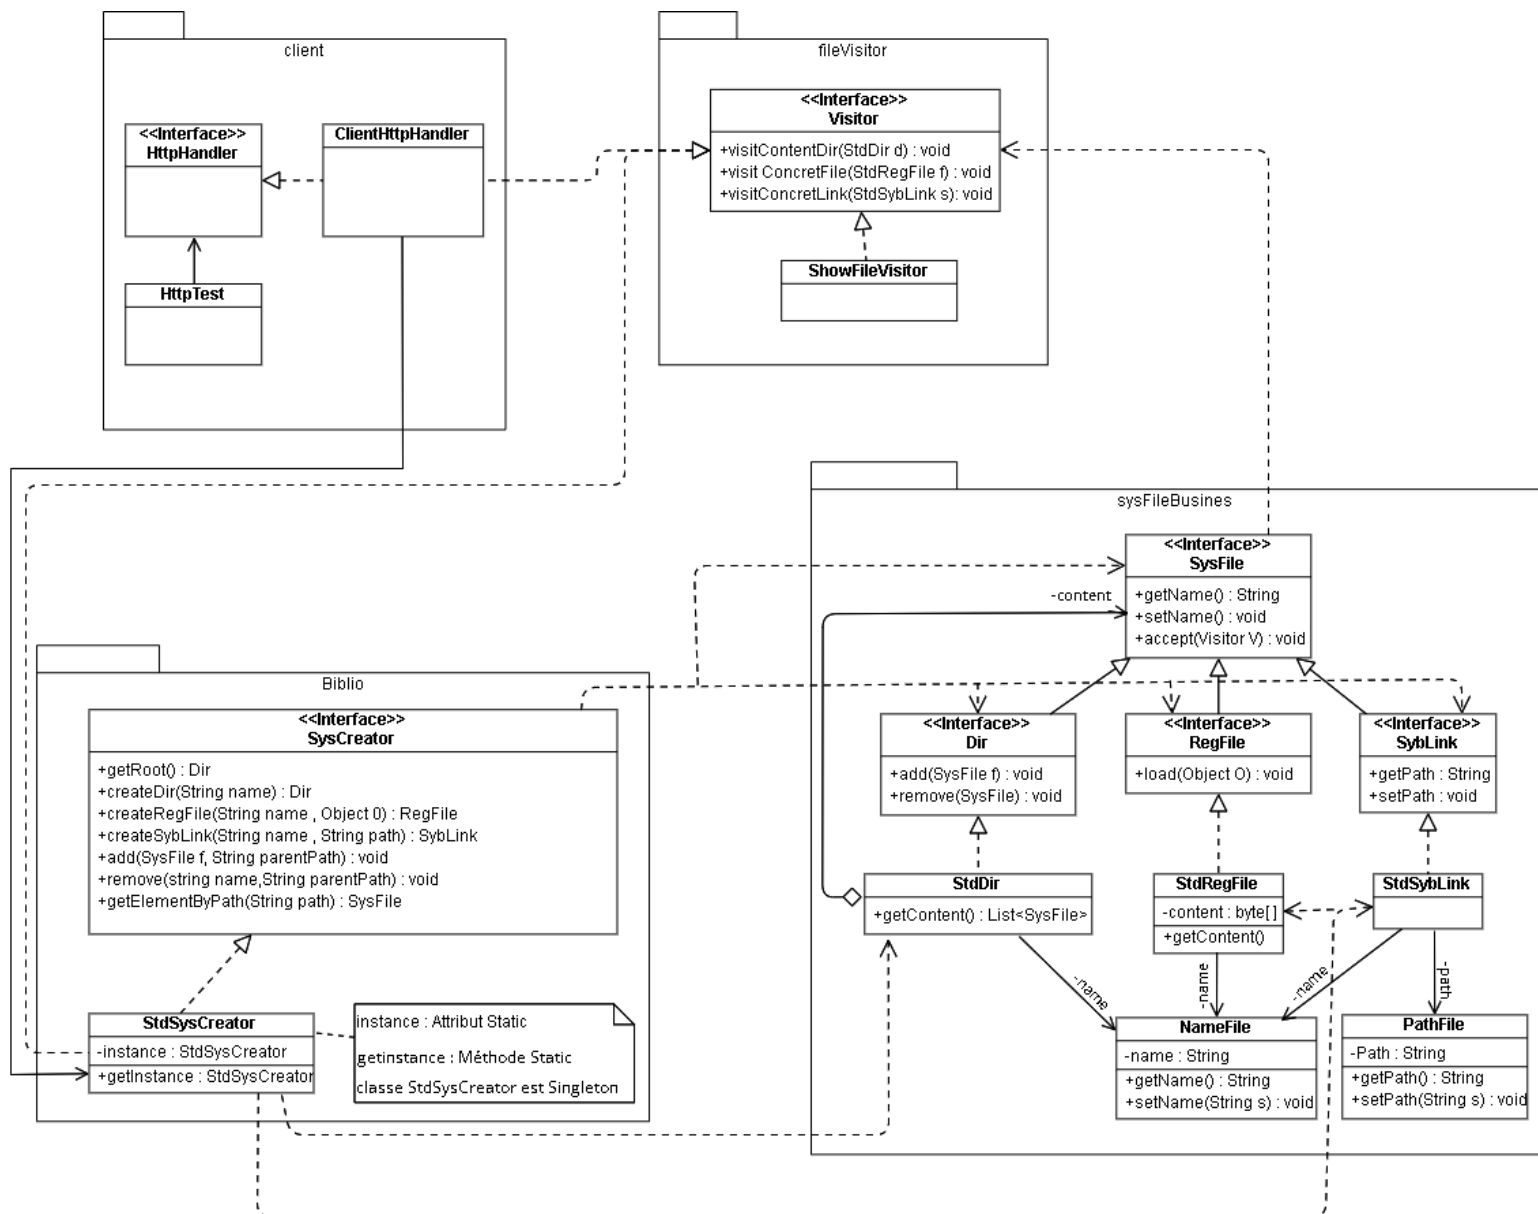 client
<<Interface>>
HttpHandler
ClientHttpHandler
HttpTest
fileVisitor
<<Interface>>
Visitor
+visitContentDir(StdDir d) : void
+visit ConcretFile(StdRegFile f) : void
+visitConcretLink(StdSybLink s): void
ShowFileVisitor
sysFileBusines
<<Interface>>
SysFile
+getName() : String
+setName() : void
+accept(Visitor V) : void
-content
<<Interface>>
Dir
+add(SysFile f) : void
+remove(SysFile) : void
<<Interface>>
RegFile
+load(Object O) : void
<<Interface>>
SybLink
+getPath : String
+setPath : void
StdDir
+getContent() : List<SysFile>
StdRegFile
-content : byte[ ]
+getContent()
StdSybLink
-name
-name
-name
-path
NameFile
-name : String
+getName() : String
+setName(String s) : void
PathFile
-Path : String
+getPath() : String
+setPath(String s) : void
Biblio
<<Interface>>
SysCreator
+getRoot() : Dir
+createDir(String name) : Dir
+createRegFile(String name , Object 0) : RegFile
+createSybLink(String name , String path) : SybLink
+add(SysFile f, String parentPath) : void
+remove(string name,String parentPath) : void
+getElementByPath(String path) : SysFile
StdSysCreator
-instance : StdSysCreator
+getInstance : StdSysCreator
instance : Attribut Static
getinstance : Méthode Static
classe StdSysCreator est Singleton